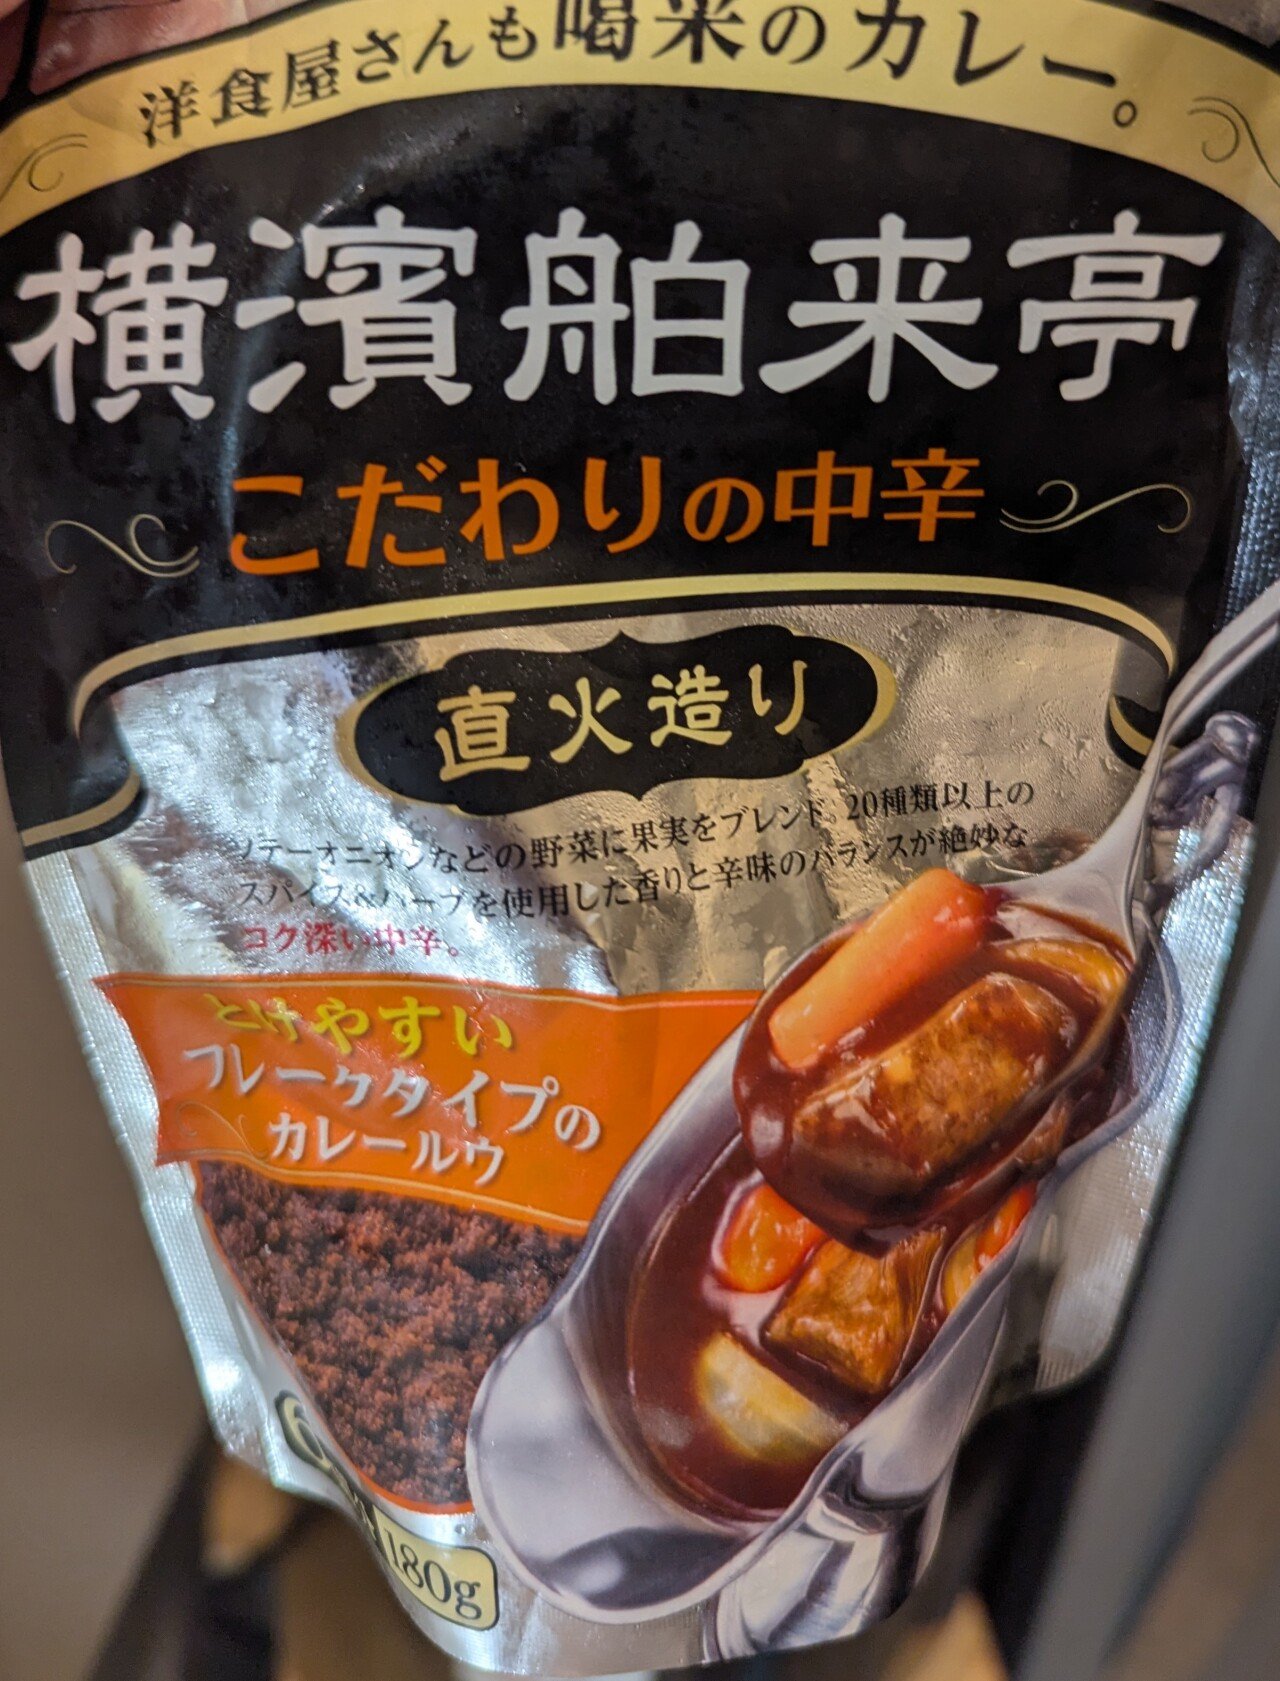 洋食屋さんも喝采のカレー。
横濱舶来亭
こだわりの中辛
直火造り
ソテーオニオンなどの野菜に果実をブレンド。20種類以上の
スパイス&ハーブを使用した香りと辛味のバランスが絶妙な
コク深い中辛。
とけやすい
フレークタイプの
カレールウ
180g